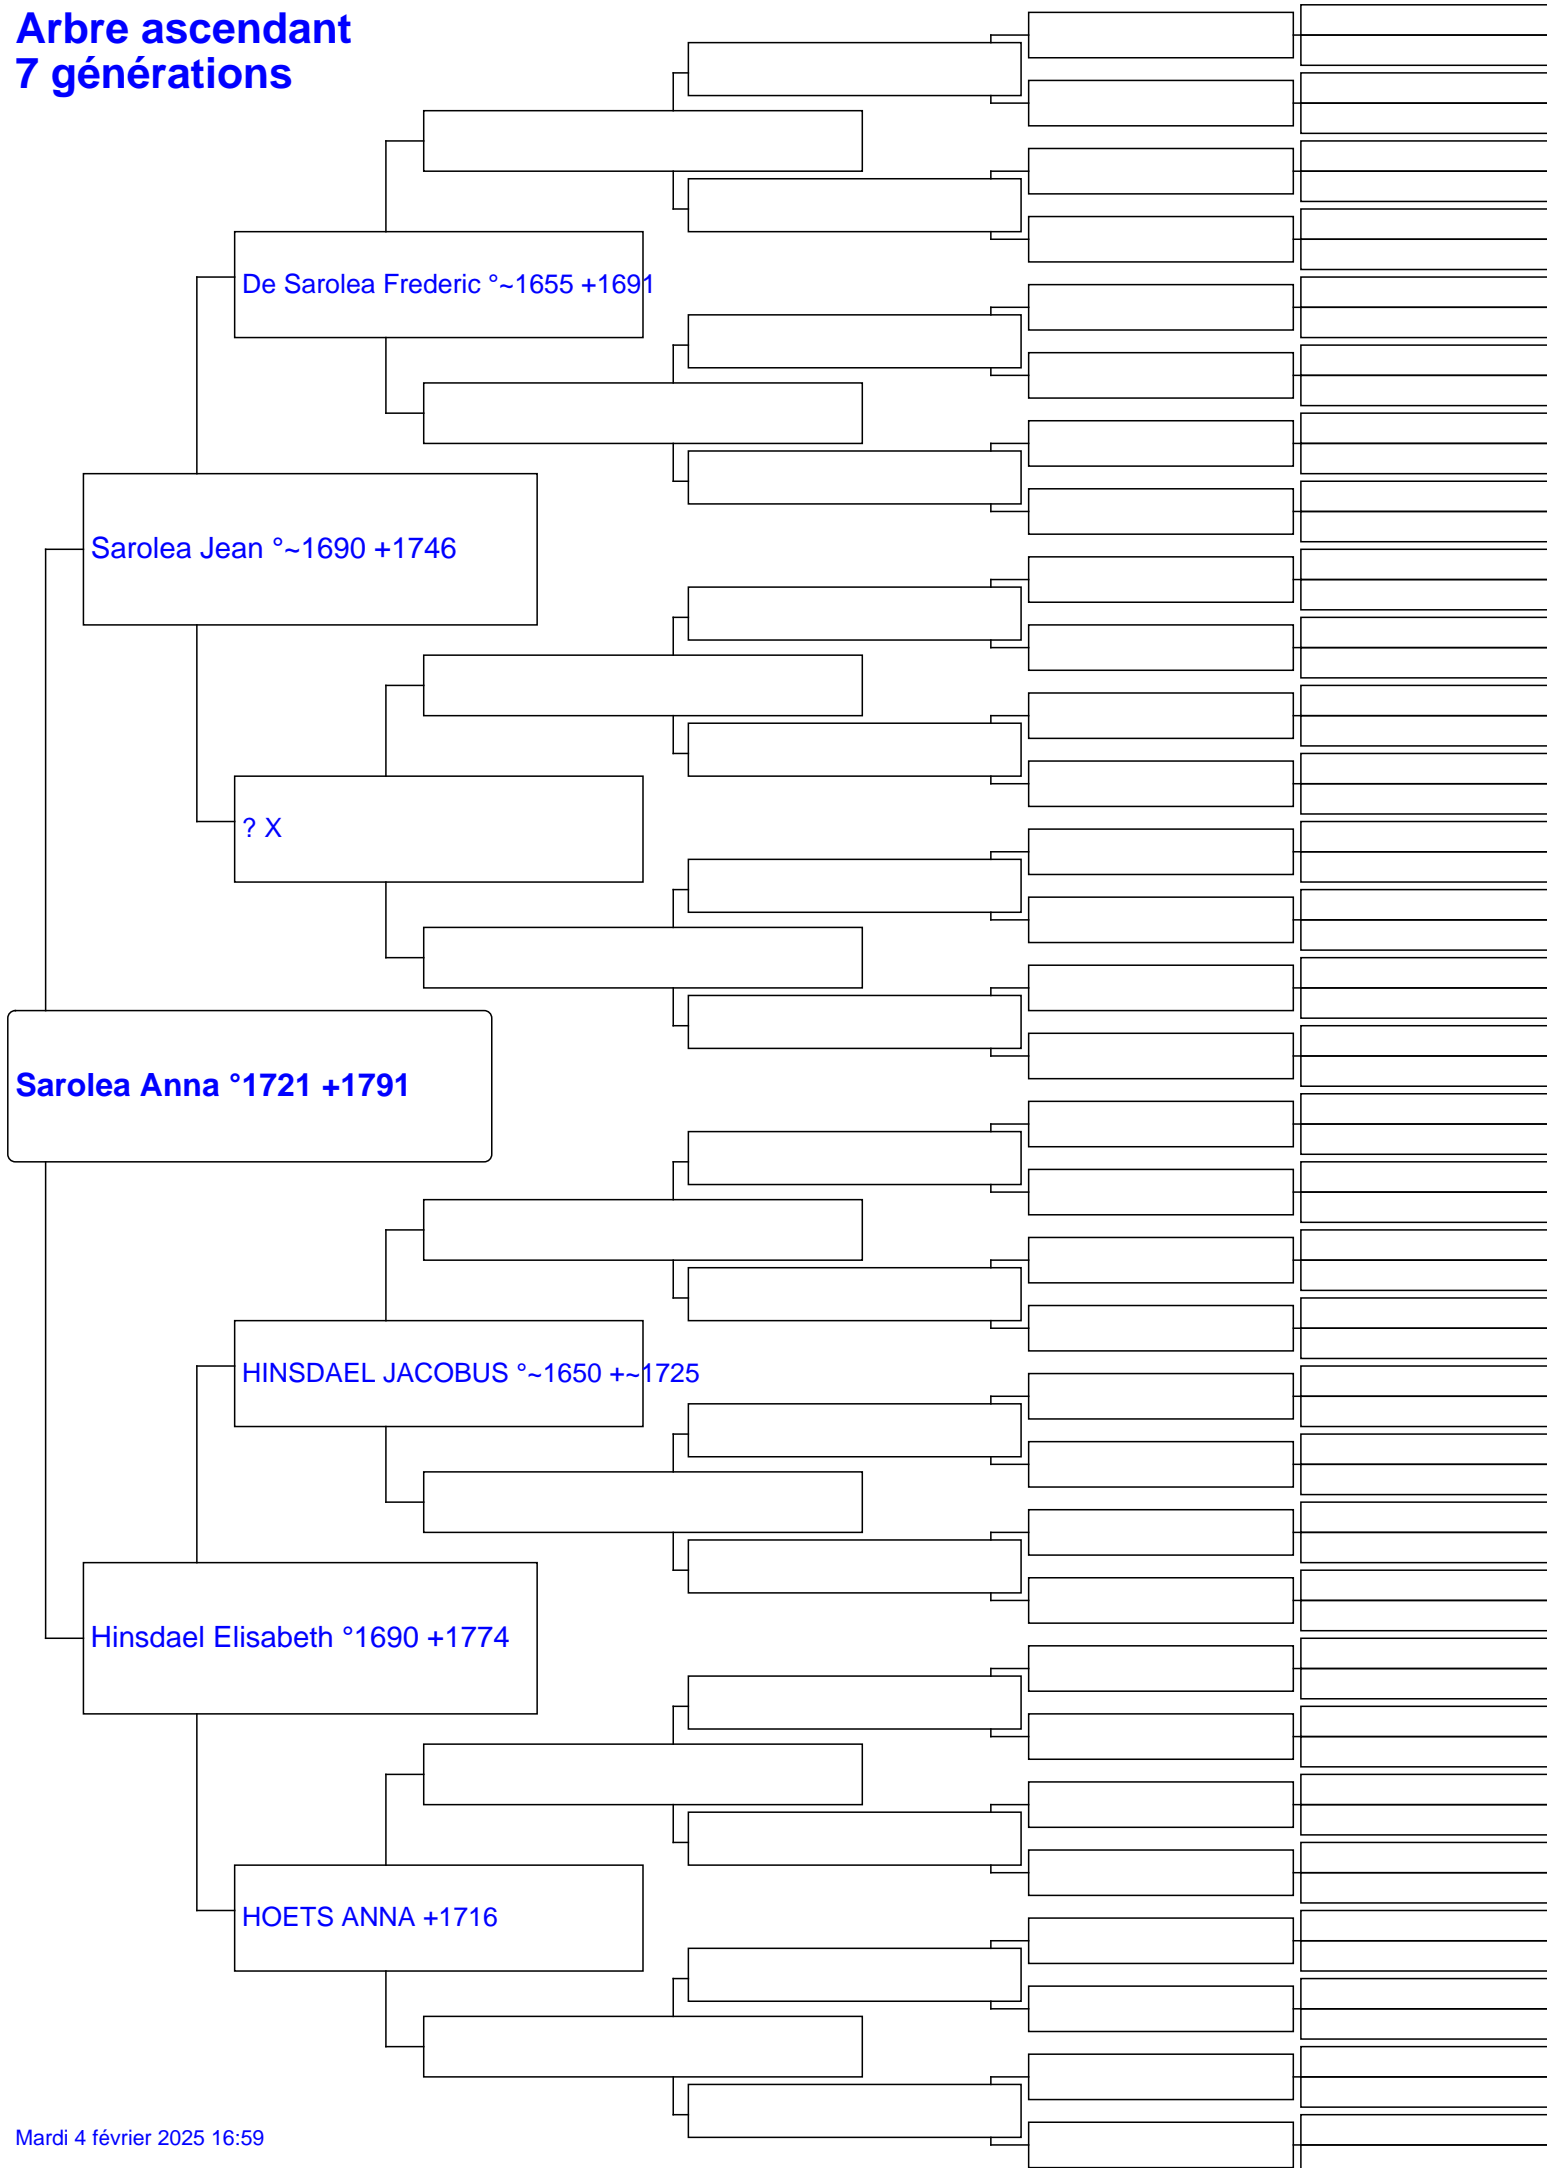 Arbre ascendant
7 générations
De Sarolea Frederic °~1655 +1691
Sarolea Jean °~1690 +1746
? X
Sarolea Anna °1721 +1791
HINSDAEL JACOBUS °~1650 +~1725
Hinsdael Elisabeth °1690 +1774
HOETS ANNA +1716
Mardi 4 février 2025 16:59